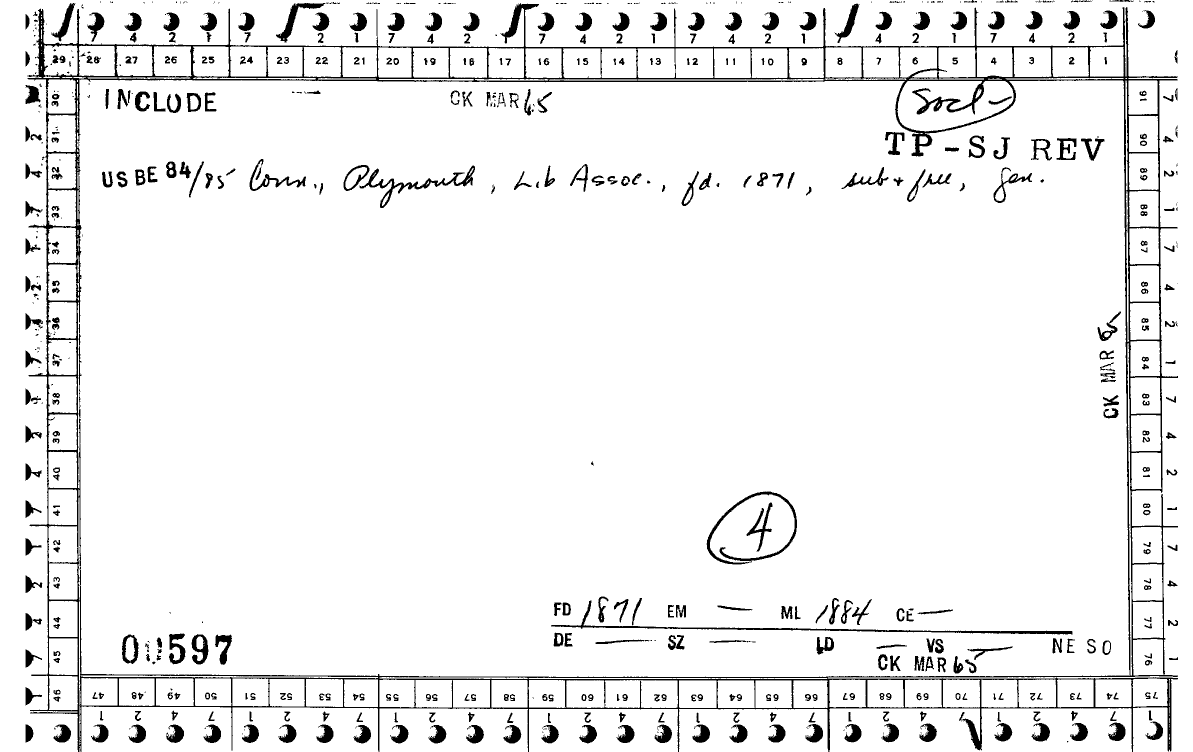 7 4 2 1 7 4 2 1 7 4 2 1 7 4 2 1 7 4 2 1 7 4 2 1 7 4 2 1
29 28 27 26 25 24 23 22 21 20 19 18 17 16 15 14 13 12 11 10 9 8 7 6 5 4 3 2 1
INCLUDE — CK MAR 65 Socl-
TP-SJ REV
US BE 84/85 Conn., Plymouth, Lib Assoc., fd. 1871, sub + free, gen.
30 31 32 33 34 35 36 37 38 39 40 41 42 43 44 45 46
91 90 89 88 87 86 85 84 83 82 81 80 79 78 77 76 75
CK MAR 65
4
FD 1871 EM — ML 1884 CE —
DE — SZ — LD — VS — NE SO
CK MAR 65
00597
47 48 49 50 51 52 53 54 55 56 57 58 59 60 61 62 63 64 65 66 67 68 69 70 71 72 73 74 75
1 2 4 7 1 2 4 7 1 2 4 7 1 2 4 7 1 2 4 7 1 2 4 7 1 2 4 7 1